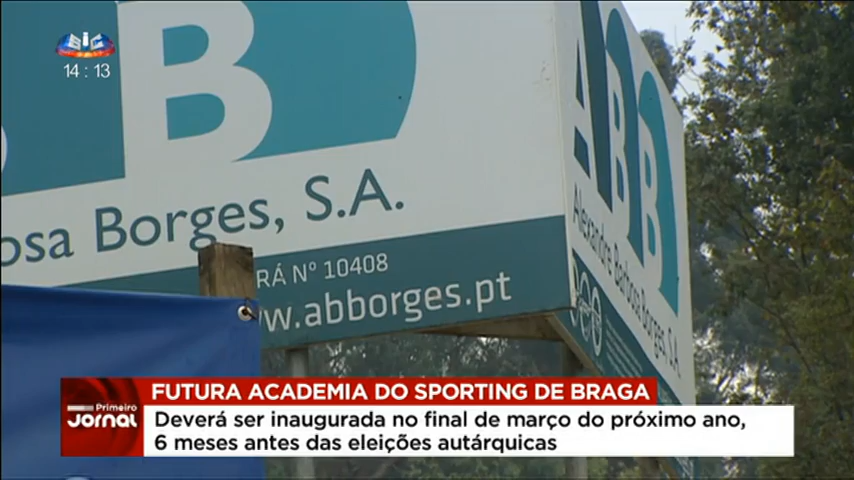 SIC
14:13
B
ABB
osa Borges, S.A.
Alexandre Barbosa Borges, S.A.
RÁ Nº 10408
w.abborges.pt
FUTURA ACADEMIA DO SPORTING DE BRAGA
Primeiro
Jornal
Deverá ser inaugurada no final de março do próximo ano,
6 meses antes das eleições autárquicas